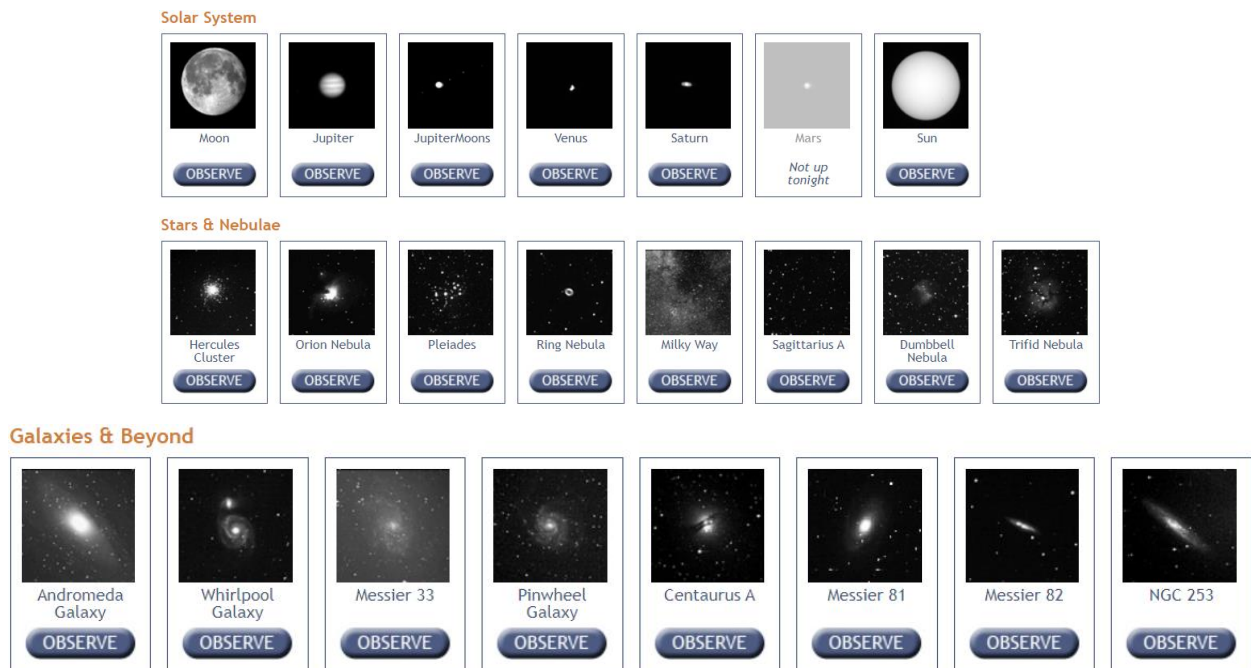 Solar System
Moon
Jupiter
JupiterMoons
Venus
Saturn
Mars
Sun
OBSERVE
OBSERVE
OBSERVE
OBSERVE
OBSERVE
Not up
tonight
OBSERVE
Stars & Nebulae
Hercules
Cluster
Orion Nebula
Pleiades
Ring Nebula
Milky Way
Sagittarius A
Dumbbell
Nebula
Trifid Nebula
OBSERVE
OBSERVE
OBSERVE
OBSERVE
OBSERVE
OBSERVE
OBSERVE
OBSERVE
Galaxies & Beyond
Andromeda
Galaxy
Whirlpool
Galaxy
Messier 33
Pinwheel
Galaxy
Centaurus A
Messier 81
Messier 82
NGC 253
OBSERVE
OBSERVE
OBSERVE
OBSERVE
OBSERVE
OBSERVE
OBSERVE
OBSERVE